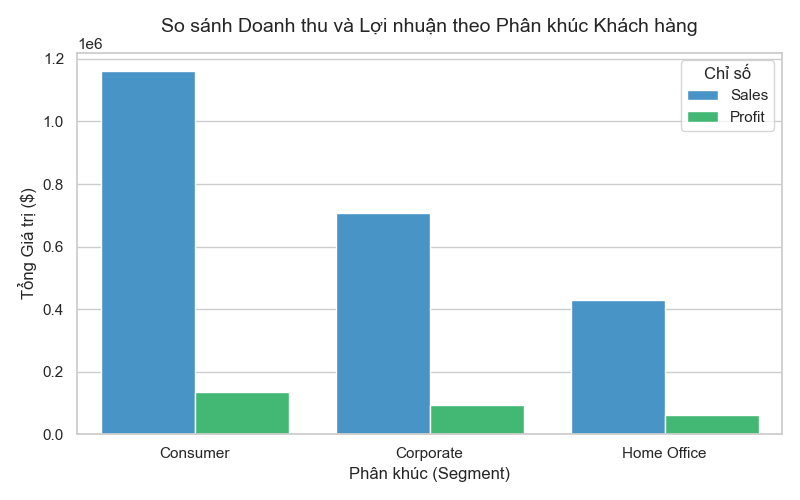 So sánh Doanh thu và Lợi nhuận theo Phân khúc Khách hàng
1e6
1.2
1.0
0.8
0.6
0.4
0.2
0.0
Tổng Giá trị ($)
Chỉ số
Sales
Profit
Consumer
Corporate
Home Office
Phân khúc (Segment)